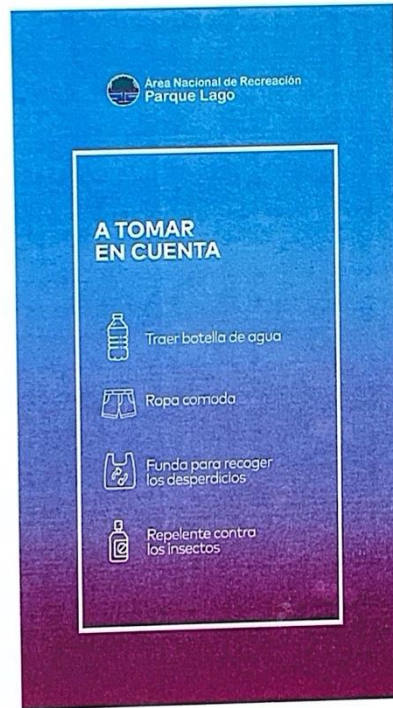 Área Nacional de Recreación
Parque Lago
A TOMAR
EN CUENTA
Traer botella de agua
Ropa comoda
Funda para recoger
los desperdicios
Repelente contra
los insectos